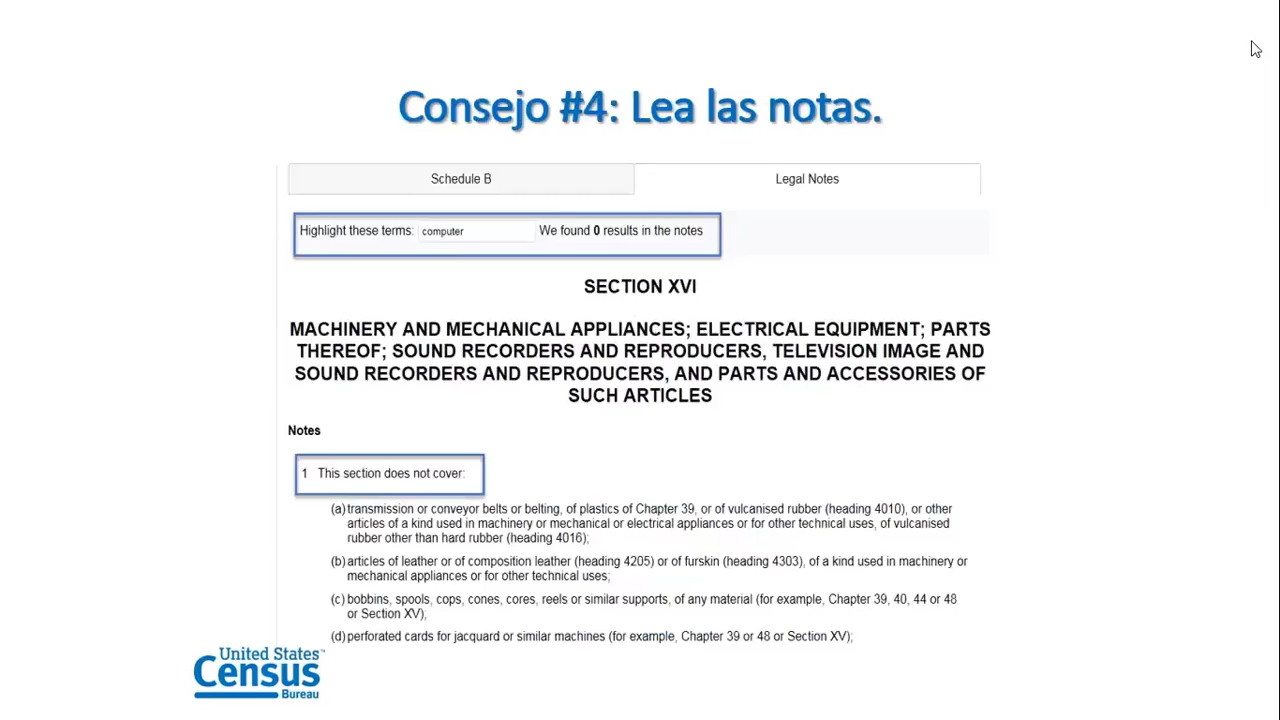 Consejo #4: Lea las notas.
Schedule B
Legal Notes
Highlight these terms: computer We found 0 results in the notes
SECTION XVI
MACHINERY AND MECHANICAL APPLIANCES; ELECTRICAL EQUIPMENT; PARTS
THEREOF; SOUND RECORDERS AND REPRODUCERS, TELEVISION IMAGE AND
SOUND RECORDERS AND REPRODUCERS, AND PARTS AND ACCESSORIES OF
SUCH ARTICLES
Notes
1 This section does not cover:
(a) transmission or conveyor belts or belting, of plastics of Chapter 39, or of vulcanised rubber (heading 4010), or other
articles of a kind used in machinery or mechanical or electrical appliances or for other technical uses, of vulcanised
rubber other than hard rubber (heading 4016);
(b) articles of leather or of composition leather (heading 4205) or of furskin (heading 4303), of a kind used in machinery or
mechanical appliances or for other technical uses;
(c) bobbins, spools, cops, cones, cores, reels or similar supports, of any material (for example, Chapter 39, 40, 44 or 48
or Section XV);
(d) perforated cards for jacquard or similar machines (for example, Chapter 39 or 48 or Section XV);
United States™
Census
Bureau